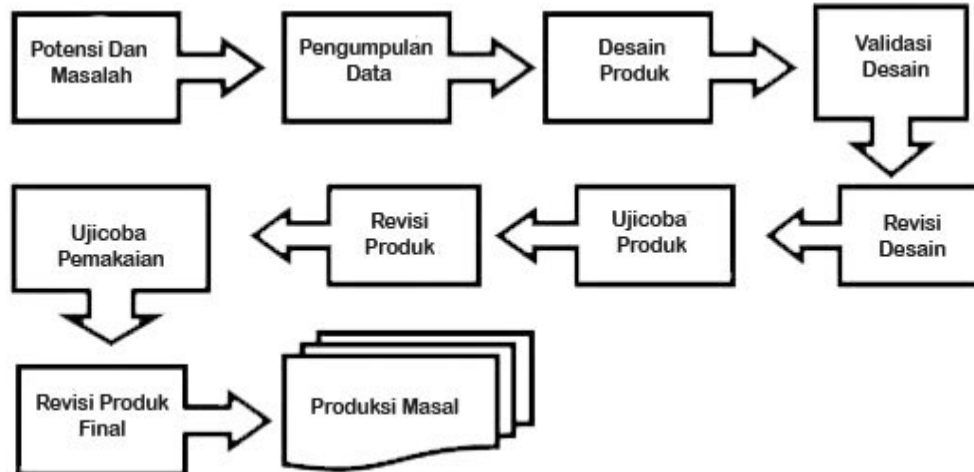 Potensi Dan
Masalah
Pengumpulan
Data
Desain
Produk
Validasi
Desain
Revisi
Desain
Ujicoba
Produk
Revisi
Produk
Ujicoba
Pemakaian
Revisi Produk
Final
Produksi Masal